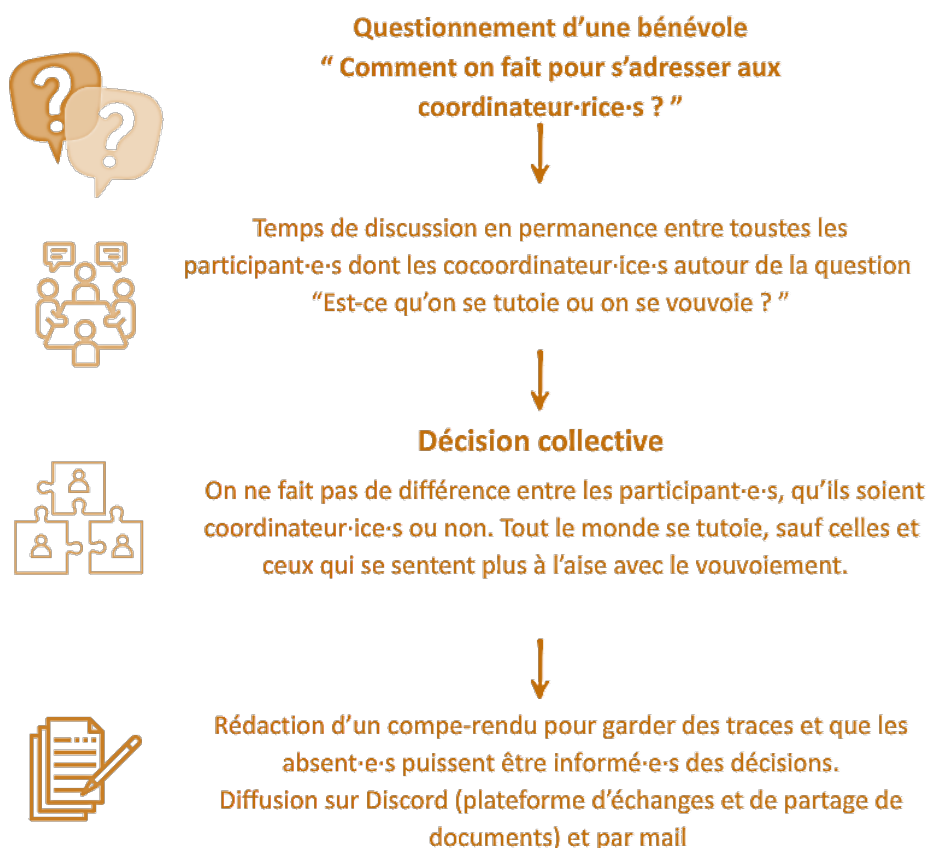 Questionnement d’une bénévole
“ Comment on fait pour s’adresser aux
coordinateur·rice·s ? ”
Temps de discussion en permanence entre toustes les
participant·e·s dont les cocoordinateur·ice·s autour de la question
“Est-ce qu’on se tutoie ou on se vouvoie ? ”
Décision collective
On ne fait pas de différence entre les participant·e·s, qu’ils soient
coordinateur·ice·s ou non. Tout le monde se tutoie, sauf celles et
ceux qui se sentent plus à l’aise avec le vouvoiement.
Rédaction d’un compe-rendu pour garder des traces et que les
absent·e·s puissent être informé·e·s des décisions.
Diffusion sur Discord (plateforme d’échanges et de partage de
documents) et par mail